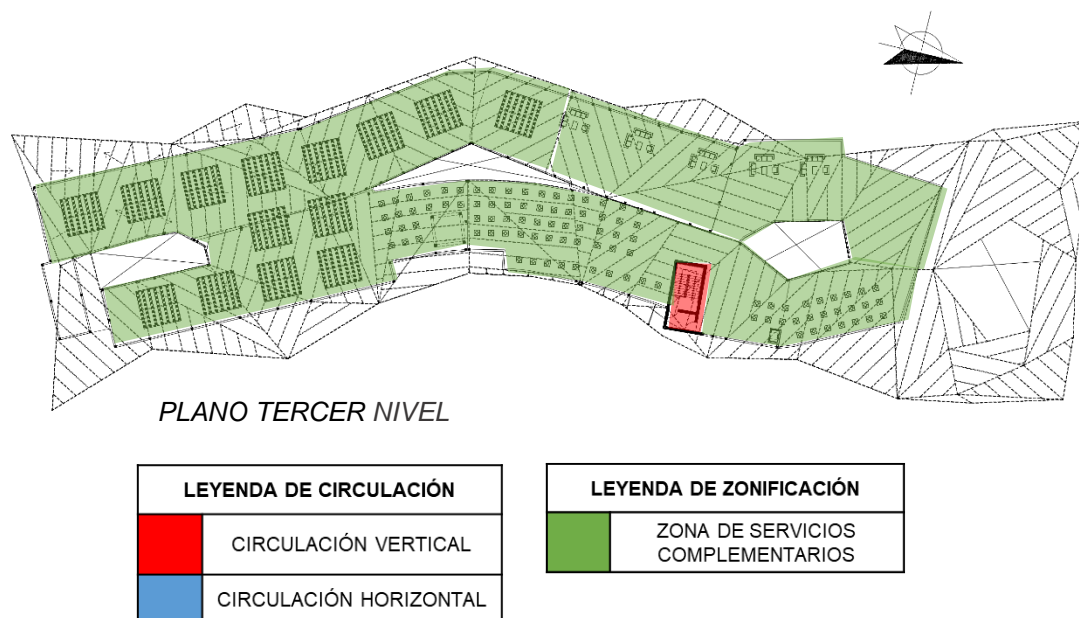 PLANO TERCER NIVEL
LEYENDA DE CIRCULACIÓN
CIRCULACIÓN VERTICAL
CIRCULACIÓN HORIZONTAL
LEYENDA DE ZONIFICACIÓN
ZONA DE SERVICIOS
COMPLEMENTARIOS